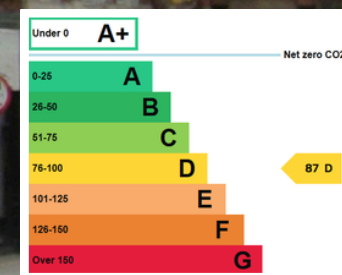 Under 0 A+
Net zero CO2
0-25 A
26-50 B
51-75 C
76-100 D
87 D
101-125 E
126-150 F
Over 150 G